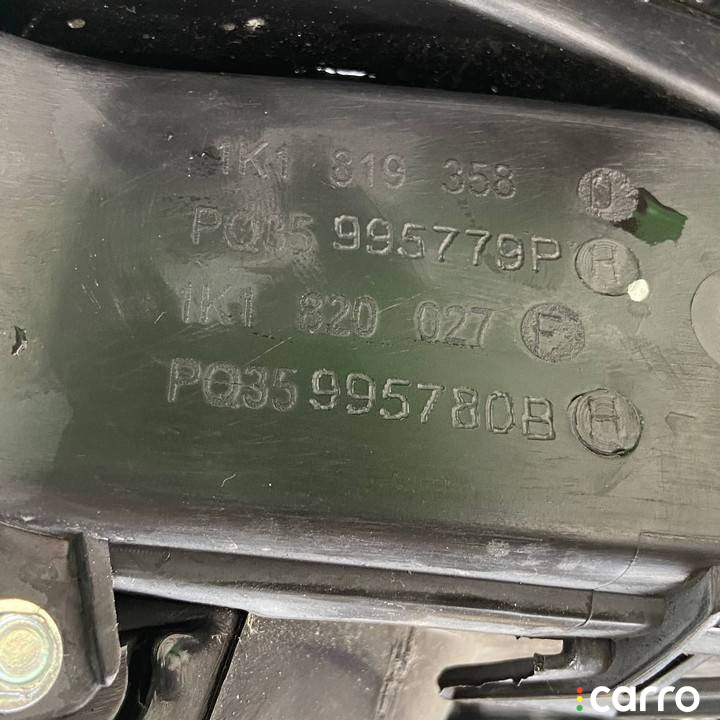 1K1 819 358 D
PQ35 995779P H
1K1 820 027 F
PQ35 995780B H
carro